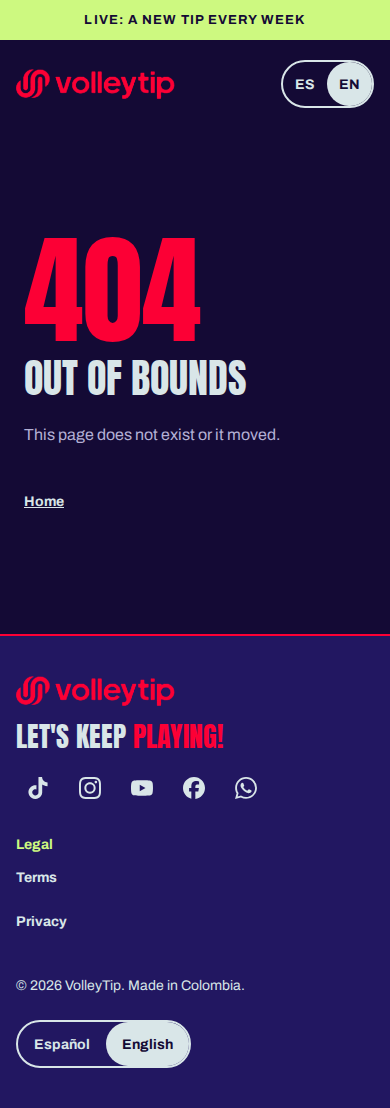 LIVE: A NEW TIP EVERY WEEK
volleytip
ES EN
404
OUT OF BOUNDS
This page does not exist or it moved.
Home
volleytip
LET'S KEEP PLAYING!
Legal
Terms
Privacy
© 2026 VolleyTip. Made in Colombia.
Español English